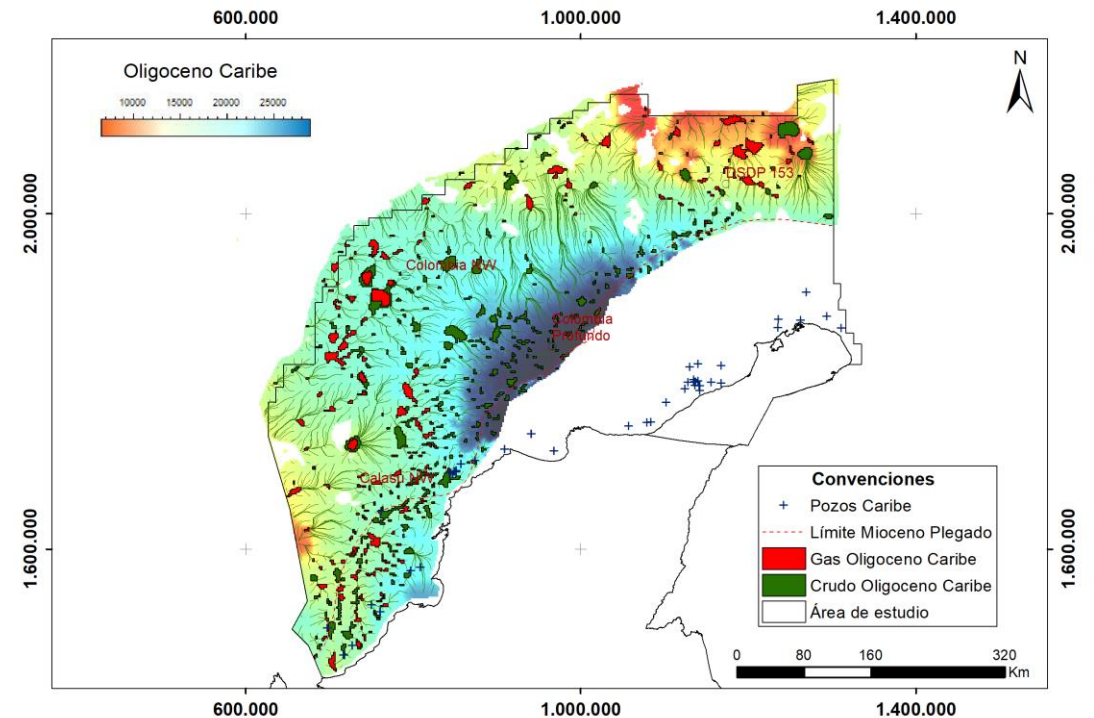 600.000
1.000.000
1.400.000
Oligoceno Caribe
10000
15000
20000
25000
N
2.000.000
2.000.000
DSDP 153
Colombia NW
Colombia
Profundo
Calasú NW
1.600.000
1.600.000
Convenciones
Pozos Caribe
Límite Mioceno Plegado
Gas Oligoceno Caribe
Crudo Oligoceno Caribe
Área de estudio
0
80
160
320
Km
600.000
1.000.000
1.400.000